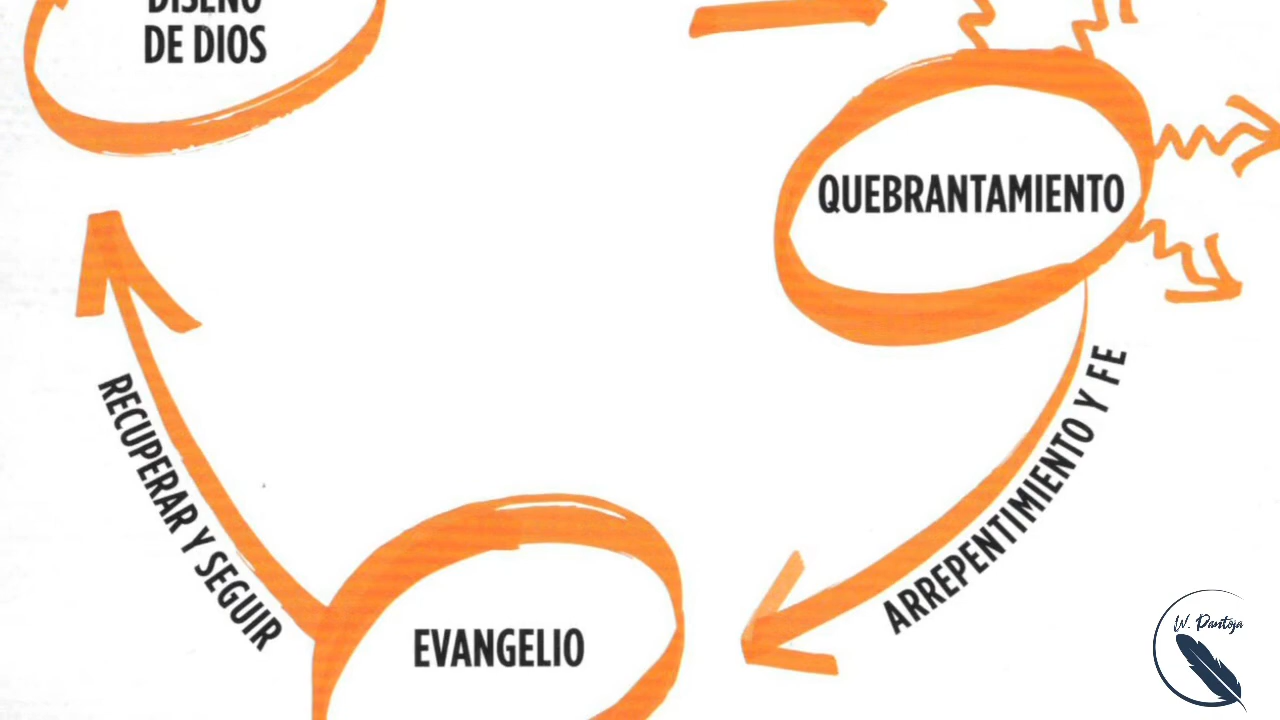 DISEÑO
DE DIOS
QUEBRANTAMIENTO
ARREPENTIMIENTO Y FE
RECUPERAR Y SEGUIR
EVANGELIO
W. Pantoja